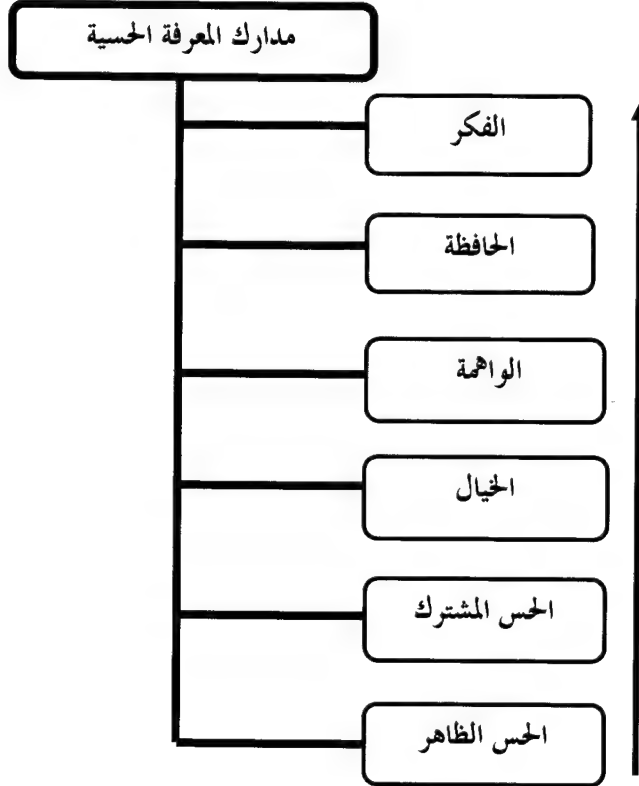 مدارك المعرفة الحسية
الفكر
الحافظة
الواهمة
الخيال
الحس المشترك
الحس الظاهر